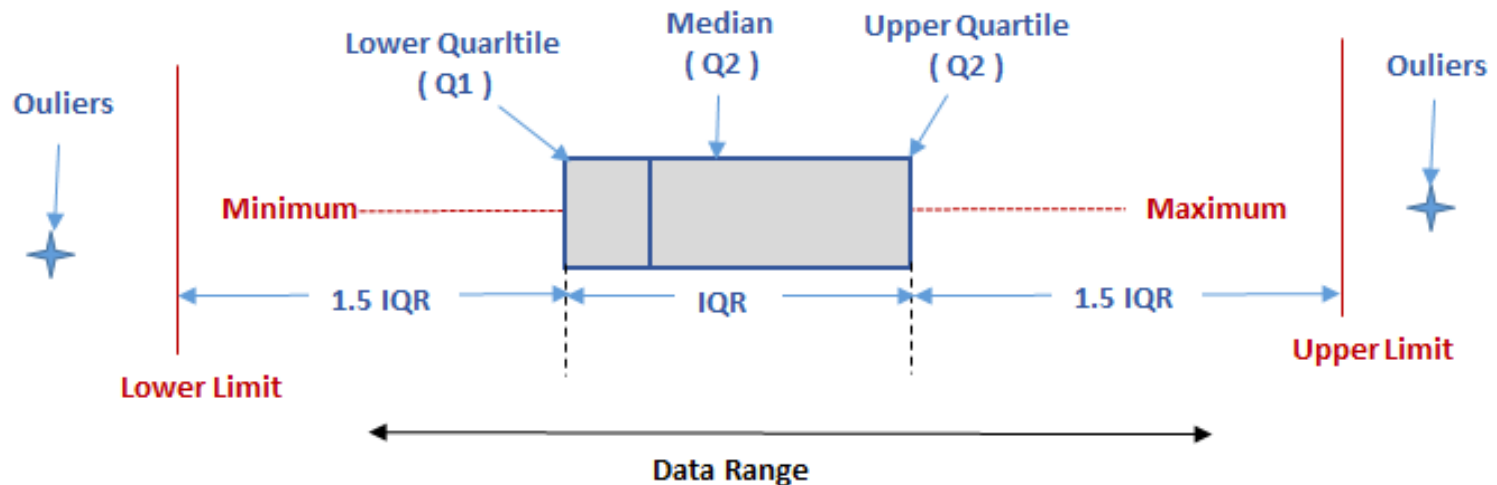 Lower Quarltile
( Q1 )
Median
( Q2 )
Upper Quartile
( Q2 )
Ouliers
Ouliers
Minimum
Maximum
1.5 IQR
IQR
1.5 IQR
Lower Limit
Upper Limit
Data Range